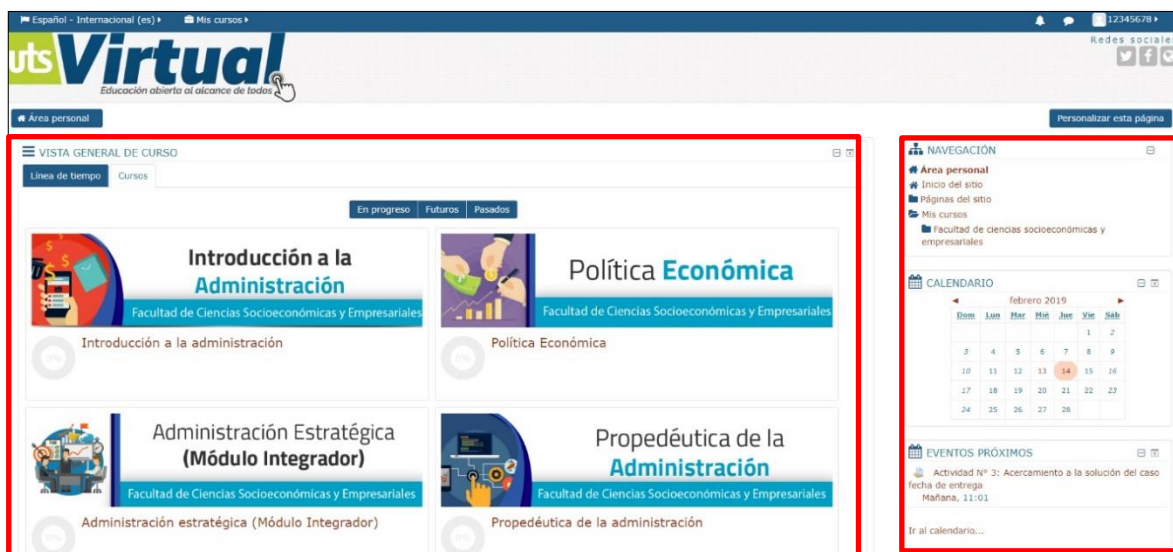 Español - Internacional (es)
Mis cursos
12345678
uts Virtual
Educación abierta al alcance de todos
Redes sociales
Área personal
Personalizar esta página
VISTA GENERAL DE CURSO
Línea de tiempo
Cursos
En progreso
Futuros
Pasados
Introducción a la
Administración
Facultad de Ciencias Socioeconómicas y Empresariales
0%
Introducción a la administración
Política Económica
Facultad de Ciencias Socioeconómicas y Empresariales
0%
Política Económica
Administración Estratégica
(Módulo Integrador)
Facultad de Ciencias Socioeconómicas y Empresariales
0%
Administración estratégica (Módulo Integrador)
Propedéutica de la
Administración
Facultad de Ciencias Socioeconómicas y Empresariales
0%
Propedéutica de la administración
NAVEGACIÓN
Área personal
Inicio del sitio
Páginas del sitio
Mis cursos
Facultad de ciencias socioeconómicas y
empresariales
CALENDARIO
febrero 2019
Dom Lun Mar Mié Jue Vie Sáb
1 2
3 4 5 6 7 8 9
10 11 12 13 14 15 16
17 18 19 20 21 22 23
24 25 26 27 28
EVENTOS PRÓXIMOS
Actividad N° 3: Acercamiento a la solución del caso
fecha de entrega
Mañana, 11:01
Ir al calendario...